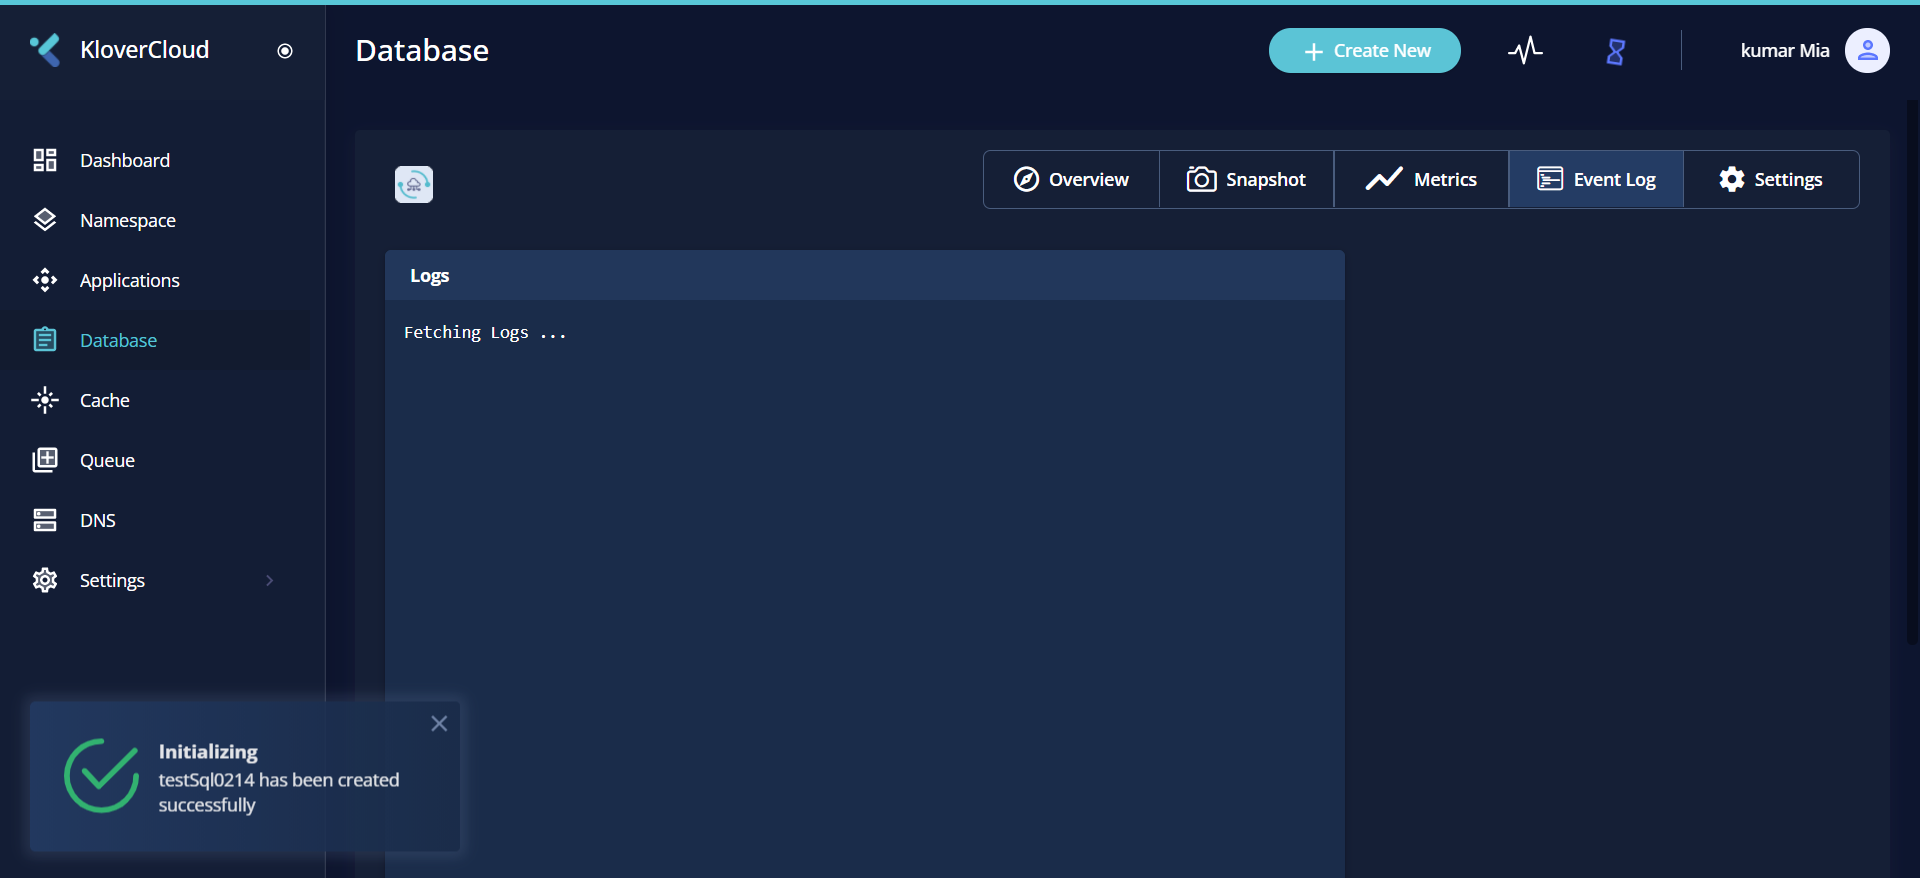 KloverCloud
Database
Create New
kumar Mia
Dashboard
Namespace
Applications
Database
Cache
Queue
DNS
Settings
Overview
Snapshot
Metrics
Event Log
Settings
Logs
Fetching Logs ...
Initializing
testSql0214 has been created
successfully